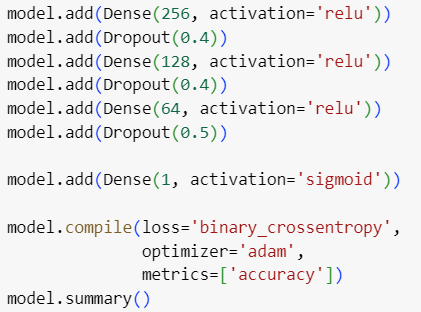 model.add(Dense(256, activation='relu'))
model.add(Dropout(0.4))
model.add(Dense(128, activation='relu'))
model.add(Dropout(0.4))
model.add(Dense(64, activation='relu'))
model.add(Dropout(0.5))

model.add(Dense(1, activation='sigmoid'))

model.compile(loss='binary_crossentropy',
              optimizer='adam',
              metrics=['accuracy'])
model.summary()